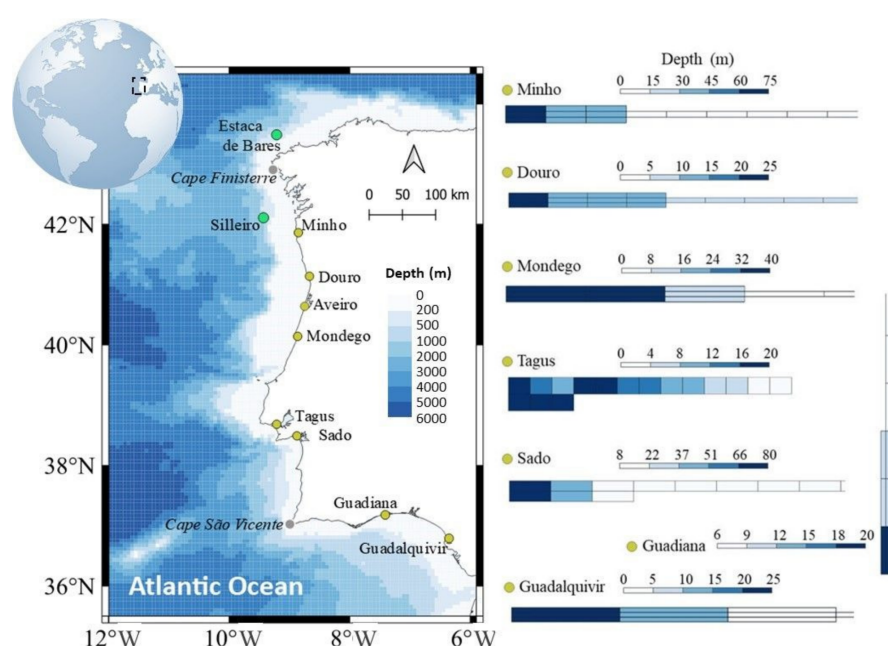 Estaca
de Bares
Cape Finisterre
0 50 100 km
Silleiro
Minho
Douro
Aveiro
Mondego
Tagus
Sado
Guadiana
Guadalquivir
Cape São Vicente
Atlantic Ocean
Depth (m)
0
200
500
1000
2000
3000
4000
5000
6000
42°N
40°N
38°N
36°N
12°W 10°W 8°W 6°W
Depth (m)
Minho
0 15 30 45 60 75
Douro
0 5 10 15 20 25
Mondego
0 8 16 24 32 40
Tagus
0 4 8 12 16 20
Sado
8 22 37 51 66 80
Guadiana
6 9 12 15 18 20
Guadalquivir
0 5 10 15 20 25